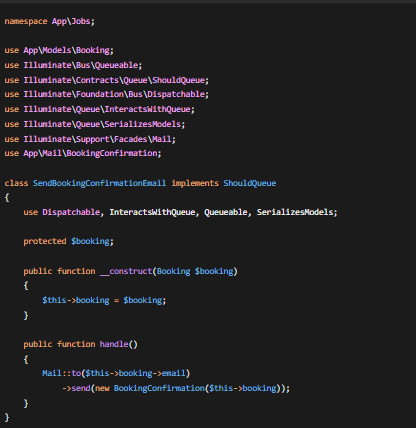 namespace App\Jobs;
use App\Models\Booking;
use Illuminate\Bus\Queueable;
use Illuminate\Contracts\Queue\ShouldQueue;
use Illuminate\Foundation\Bus\Dispatchable;
use Illuminate\Queue\InteractsWithQueue;
use Illuminate\Queue\SerializesModels;
use Illuminate\Support\Facades\Mail;
use App\Mail\BookingConfirmation;
class SendBookingConfirmationEmail implements ShouldQueue
{
use Dispatchable, InteractsWithQueue, Queueable, SerializesModels;
protected $booking;
public function __construct(Booking $booking)
{
$this->booking = $booking;
}
public function handle()
{
Mail::to($this->booking->email)
->send(new BookingConfirmation($this->booking));
}
}